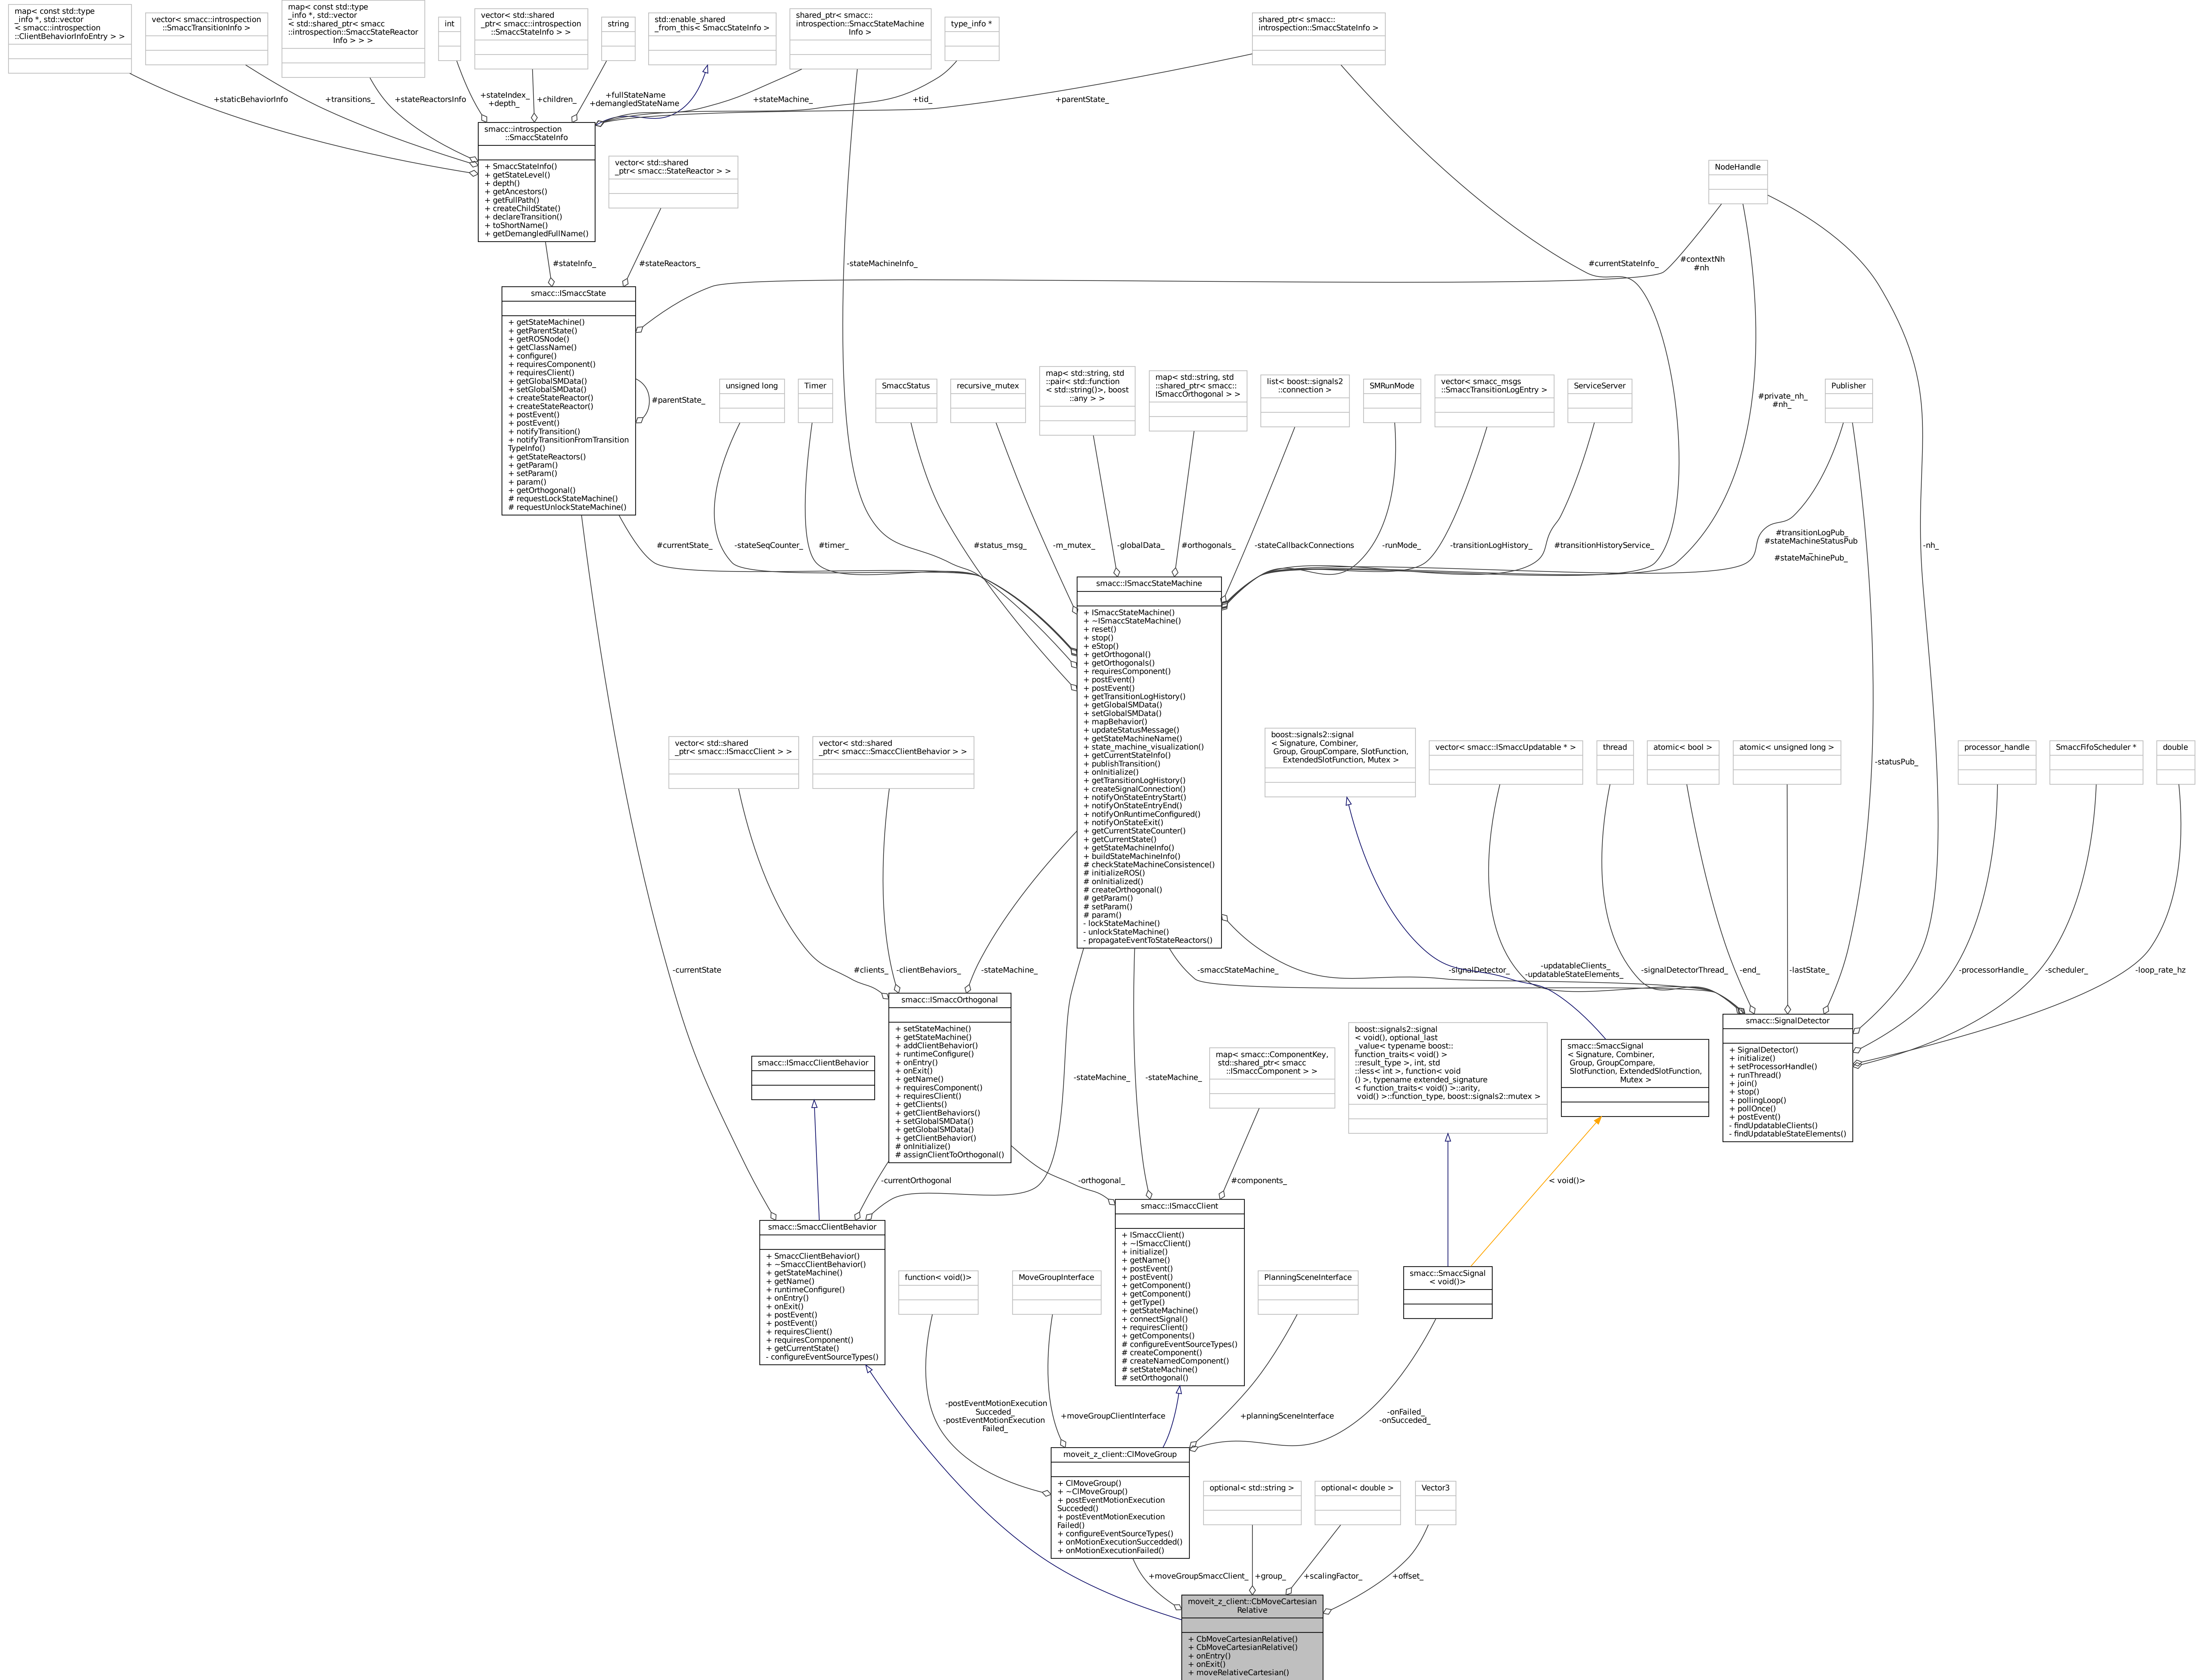 map< const std::type
_info *, std::vector
< smacc::introspection
::ClientBehaviorInfoEntry > >
vector< smacc::introspection
::SmaccTransitionInfo >
map< const std::type
_info *, std::vector
< std::shared_ptr< smacc
::introspection::SmaccStateReactor
Info > > >
int
vector< std::shared
_ptr< smacc::introspection
::SmaccStateInfo > >
string
std::enable_shared
_from_this< SmaccStateInfo >
shared_ptr< smacc::
introspection::SmaccStateMachine
Info >
type_info *
shared_ptr< smacc::
introspection::SmaccStateInfo >
+staticBehaviorInfo
+transitions_
+stateReactorsInfo
+stateIndex_
+depth_
+children_
+fullStateName
+demangledStateName
+stateMachine_
+tid_
+parentState_
smacc::introspection
::SmaccStateInfo
+ SmaccStateInfo()
+ getStateLevel()
+ depth()
+ getAncestors()
+ getFullPath()
+ createChildState()
+ declareTransition()
+ toShortName()
+ getDemangledFullName()
vector< std::shared
_ptr< smacc::StateReactor > >
NodeHandle
#stateInfo_
#stateReactors_
-stateMachineInfo_
#currentStateInfo_
#contextNh
#nh
smacc::ISmaccState
+ getStateMachine()
+ getParentState()
+ getROSNode()
+ getClassName()
+ configure()
+ requiresComponent()
+ requiresClient()
+ getGlobalSMData()
+ setGlobalSMData()
+ createStateReactor()
+ createStateReactor()
+ postEvent()
+ postEvent()
+ notifyTransition()
+ notifyTransitionFromTransition
TypeInfo()
+ getStateReactors()
+ getParam()
+ setParam()
+ param()
+ getOrthogonal()
# requestLockStateMachine()
# requestUnlockStateMachine()
#parentState_
unsigned long
Timer
SmaccStatus
recursive_mutex
map< std::string, std
::pair< std::function
< std::string()>, boost
::any > >
map< std::string, std
::shared_ptr< smacc::
ISmaccOrthogonal > >
list< boost::signals2
::connection >
SMRunMode
vector< smacc_msgs
::SmaccTransitionLogEntry >
ServiceServer
#private_nh_
#nh_
Publisher
#currentState_
-stateSeqCounter_
#timer_
#status_msg_
-m_mutex_
-globalData_
#orthogonals_
-stateCallbackConnections
-runMode_
-transitionLogHistory_
#transitionHistoryService_
#transitionLogPub_
#stateMachineStatusPub
_
#stateMachinePub_
-nh_
smacc::ISmaccStateMachine
+ ISmaccStateMachine()
+ ~ISmaccStateMachine()
+ reset()
+ stop()
+ eStop()
+ getOrthogonal()
+ getOrthogonals()
+ requiresComponent()
+ postEvent()
+ postEvent()
+ getTransitionLogHistory()
+ getGlobalSMData()
+ setGlobalSMData()
+ mapBehavior()
+ updateStatusMessage()
+ getStateMachineName()
+ state_machine_visualization()
+ getCurrentStateInfo()
+ publishTransition()
+ onInitialize()
+ getTransitionLogHistory()
+ createSignalConnection()
+ notifyOnStateEntryStart()
+ notifyOnStateEntryEnd()
+ notifyOnRuntimeConfigured()
+ notifyOnStateExit()
+ getCurrentStateCounter()
+ getCurrentState()
+ getStateMachineInfo()
+ buildStateMachineInfo()
# checkStateMachineConsistence()
# initializeROS()
# onInitialized()
# createOrthogonal()
# getParam()
# setParam()
# param()
- lockStateMachine()
- unlockStateMachine()
- propagateEventToStateReactors()
vector< std::shared
_ptr< smacc::ISmaccClient > >
vector< std::shared
_ptr< smacc::SmaccClientBehavior > >
boost::signals2::signal
< Signature, Combiner,
Group, GroupCompare, SlotFunction,
ExtendedSlotFunction, Mutex >
vector< smacc::ISmaccUpdatable * >
thread
atomic< bool >
atomic< unsigned long >
-statusPub_
processor_handle
SmaccFifoScheduler *
double
-currentState
#clients_
-clientBehaviors_
-stateMachine_
-smaccStateMachine_
-signalDetector_
-updatableClients_
-updatableStateElements_
-signalDetectorThread_
-end_
-lastState_
-processorHandle_
-scheduler_
-loop_rate_hz
smacc::ISmaccOrthogonal
+ setStateMachine()
+ getStateMachine()
+ addClientBehavior()
+ runtimeConfigure()
+ onEntry()
+ onExit()
+ getName()
+ requiresComponent()
+ requiresClient()
+ getClients()
+ getClientBehaviors()
+ setGlobalSMData()
+ getGlobalSMData()
+ getClientBehavior()
# onInitialize()
# assignClientToOrthogonal()
smacc::ISmaccClientBehavior
-stateMachine_
-stateMachine_
map< smacc::ComponentKey,
std::shared_ptr< smacc
::ISmaccComponent > >
boost::signals2::signal
< void(), optional_last
_value< typename boost::
function_traits< void() >
::result_type >, int, std
::less< int >, function< void
() >, typename extended_signature
< function_traits< void() >::arity,
void() >::function_type, boost::signals2::mutex >
smacc::SmaccSignal
< Signature, Combiner,
Group, GroupCompare,
SlotFunction, ExtendedSlotFunction,
Mutex >
smacc::SignalDetector
+ SignalDetector()
+ initialize()
+ setProcessorHandle()
+ runThread()
+ join()
+ stop()
+ pollingLoop()
+ pollOnce()
+ postEvent()
- findUpdatableClients()
- findUpdatableStateElements()
-currentOrthogonal
-orthogonal_
#components_
< void()>
smacc::SmaccClientBehavior
+ SmaccClientBehavior()
+ ~SmaccClientBehavior()
+ getStateMachine()
+ getName()
+ runtimeConfigure()
+ onEntry()
+ onExit()
+ postEvent()
+ postEvent()
+ requiresClient()
+ requiresComponent()
+ getCurrentState()
- configureEventSourceTypes()
function< void()>
MoveGroupInterface
smacc::ISmaccClient
+ ISmaccClient()
+ ~ISmaccClient()
+ initialize()
+ getName()
+ postEvent()
+ postEvent()
+ getComponent()
+ getComponent()
+ getType()
+ getStateMachine()
+ connectSignal()
+ requiresClient()
+ getComponents()
# configureEventSourceTypes()
# createComponent()
# createNamedComponent()
# setStateMachine()
# setOrthogonal()
PlanningSceneInterface
smacc::SmaccSignal
< void()>
-postEventMotionExecution
Succeded_
-postEventMotionExecution
Failed_
+moveGroupClientInterface
+planningSceneInterface
-onFailed_
-onSucceded_
moveit_z_client::ClMoveGroup
+ ClMoveGroup()
+ ~ClMoveGroup()
+ postEventMotionExecution
Succeded()
+ postEventMotionExecution
Failed()
+ configureEventSourceTypes()
+ onMotionExecutionSuccedded()
+ onMotionExecutionFailed()
optional< std::string >
optional< double >
Vector3
+moveGroupSmaccClient_
+group_
+scalingFactor_
+offset_
moveit_z_client::CbMoveCartesian
Relative
+ CbMoveCartesianRelative()
+ CbMoveCartesianRelative()
+ onEntry()
+ onExit()
+ moveRelativeCartesian()